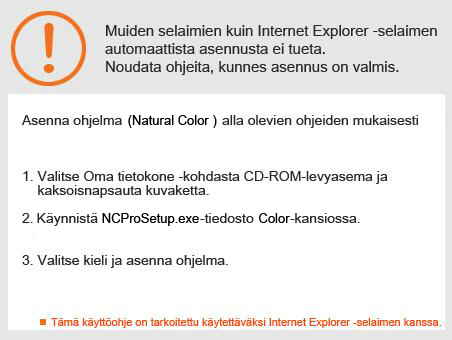 Muiden selaimien kuin Internet Explorer -selaimen
automaattista asennusta ei tueta.
Noudata ohjeita, kunnes asennus on valmis.
Asenna ohjelma (Natural Color ) alla olevien ohjeiden mukaisesti
1. Valitse Oma tietokone -kohdasta CD-ROM-levyasema ja
kaksoisnapsauta kuvaketta.
2. Käynnistä NCProSetup.exe-tiedosto Color-kansiossa.
3. Valitse kieli ja asenna ohjelma.
Tämä käyttöohje on tarkoitettu käytettäväksi Internet Explorer -selaimen kanssa.